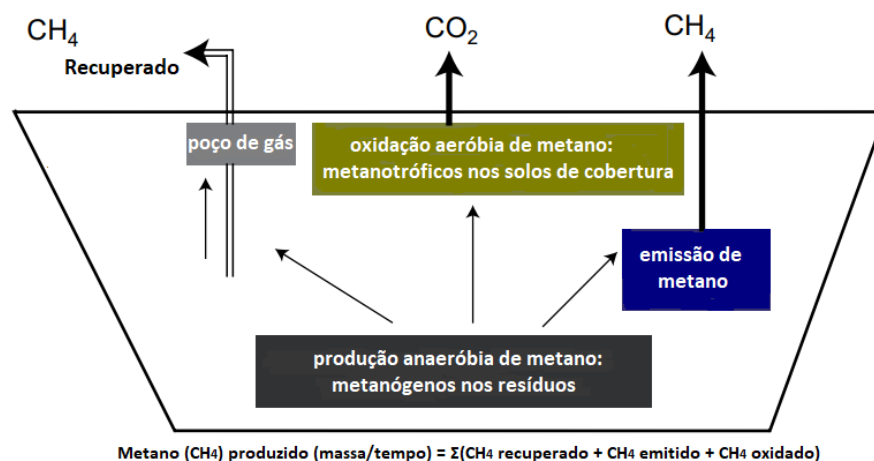 CH₄
Recuperado
CO₂
CH₄
poço de gás
oxidação aeróbia de metano:
metanotróficos nos solos de cobertura
emissão de
metano
produção anaeróbia de metano:
metanógenos nos resíduos
Metano (CH₄) produzido (massa/tempo) = Σ(CH₄ recuperado + CH₄ emitido + CH₄ oxidado)